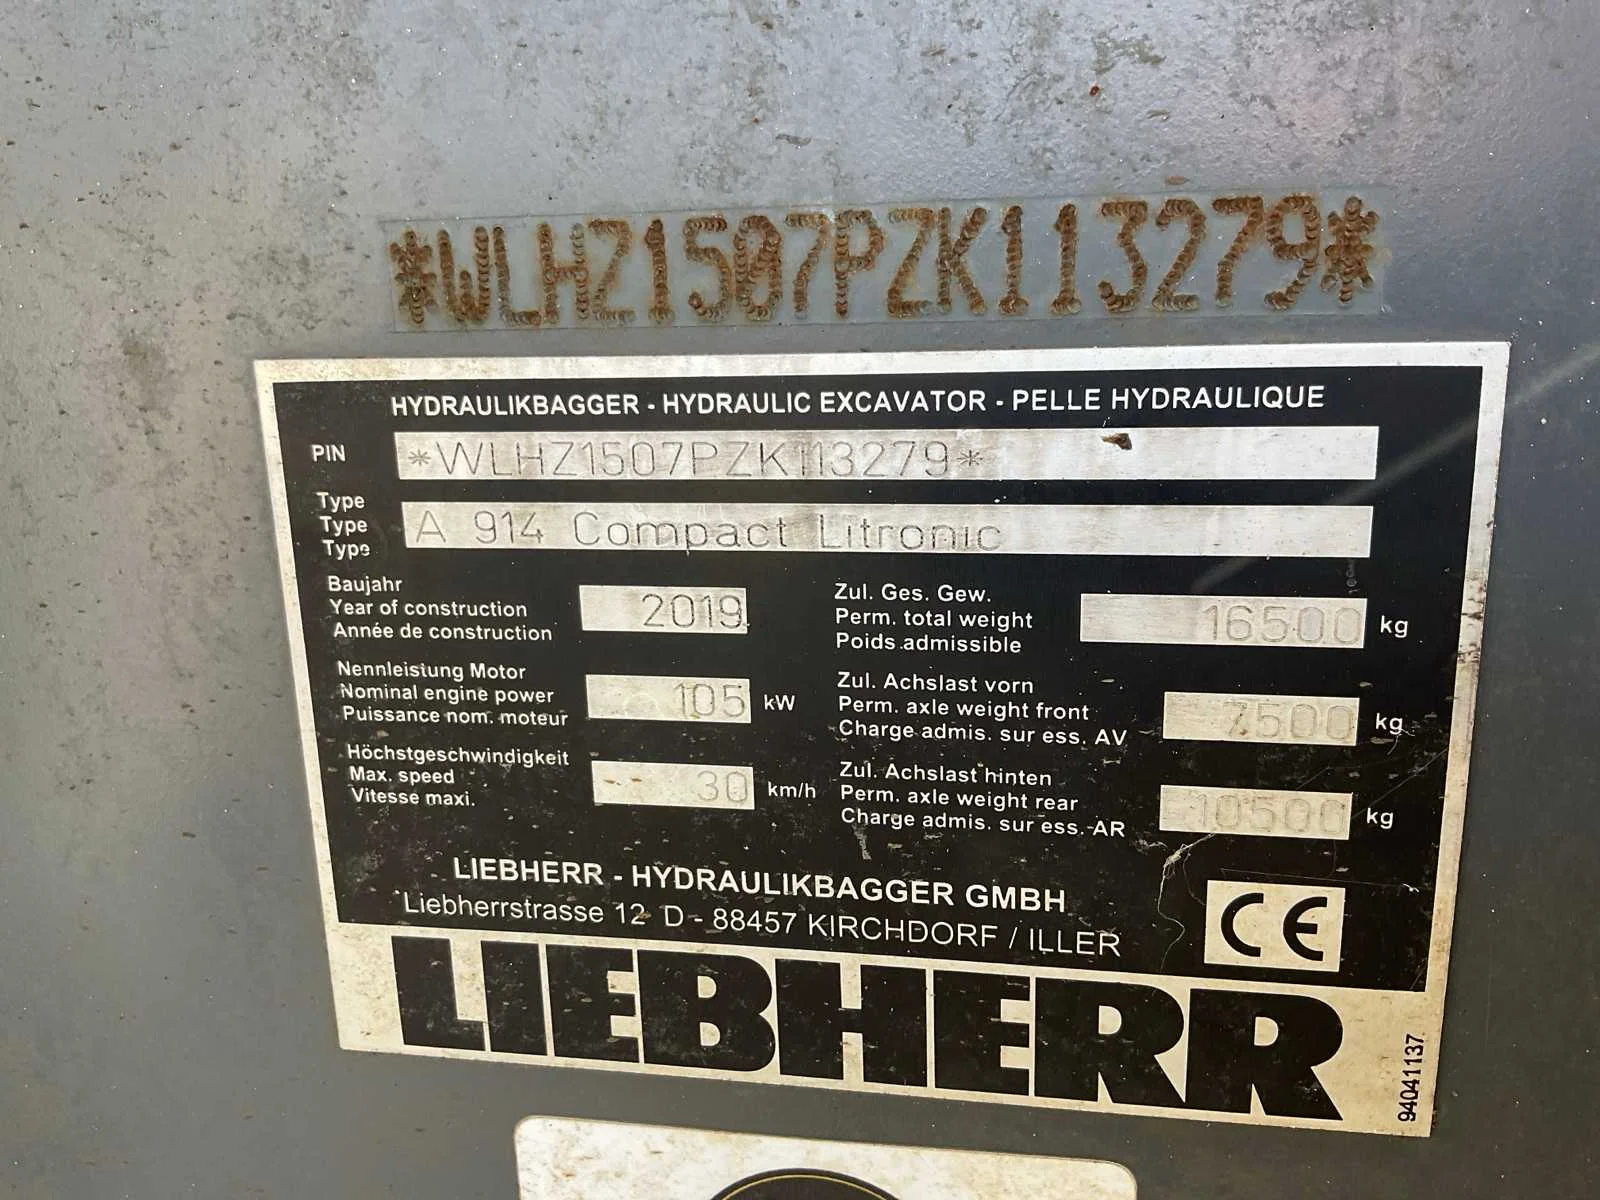 *WLHZ1507PZK113279*
HYDRAULIKBAGGER - HYDRAULIC EXCAVATOR - PELLE HYDRAULIQUE
PIN *WLHZ1507PZK113279*
Type
Type A 914 Compact Litronic
Type
Baujahr
Year of construction 2019
Année de construction
Nennleistung Motor
Nominal engine power 105 kW
Puissance nom. moteur
Höchstgeschwindigkeit
Max. speed 30 km/h
Vitesse maxi.
Zul. Ges. Gew.
Perm. total weight 16500 kg
Poids admissible
Zul. Achslast vorn
Perm. axle weight front 7500 kg
Charge admis. sur ess. AV
Zul. Achslast hinten
Perm. axle weight rear 10500 kg
Charge admis. sur ess. AR
LIEBHERR - HYDRAULIKBAGGER GMBH
Liebherrstrasse 12 D - 88457 KIRCHDORF / ILLER
CE
LIEBHERR
94041137